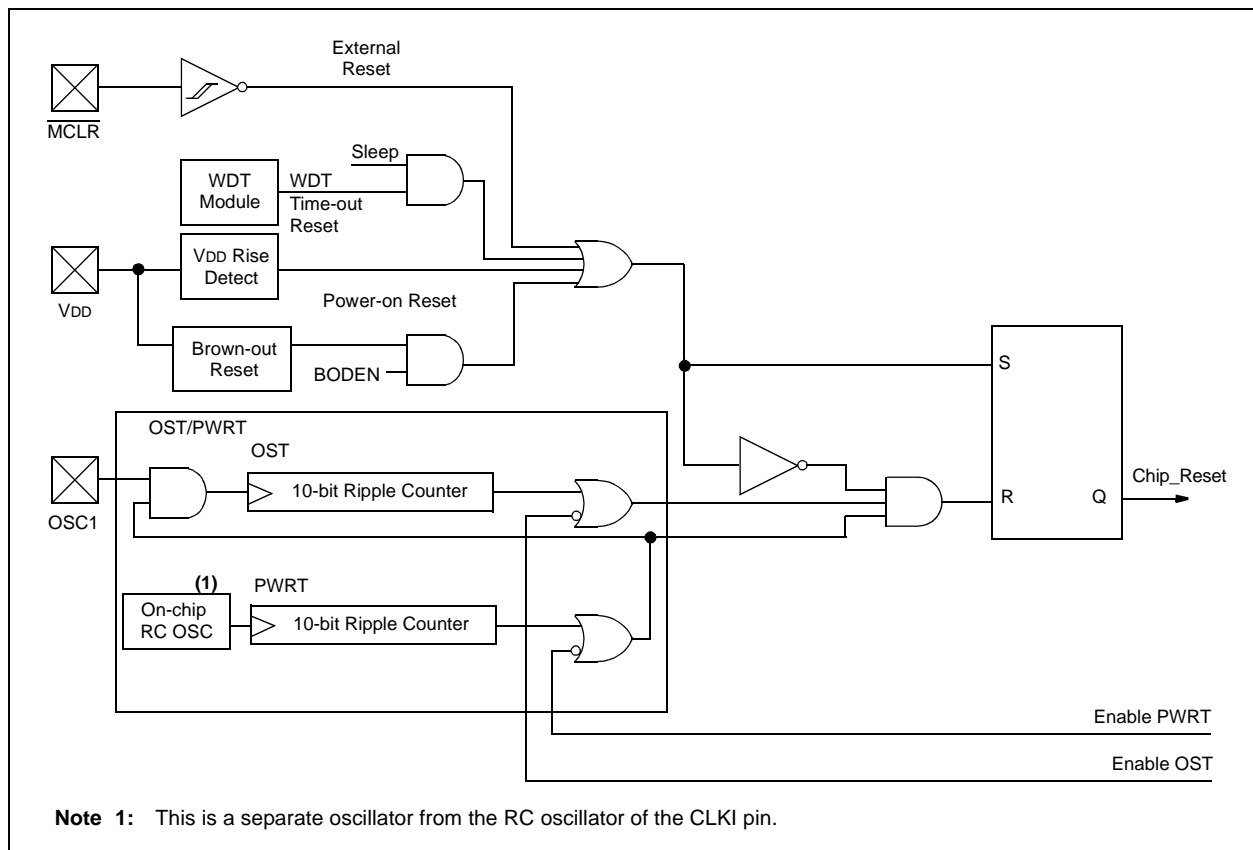 External
Reset
MCLR
Sleep
WDT
Module
WDT
Time-out
Reset
VDD Rise
Detect
VDD
Power-on Reset
Brown-out
Reset
BODEN
S
OST/PWRT
OST
10-bit Ripple Counter
OSC1
Chip_Reset
R
Q
(1)
PWRT
On-chip
RC OSC
10-bit Ripple Counter
Enable PWRT
Enable OST
Note 1: This is a separate oscillator from the RC oscillator of the CLKI pin.